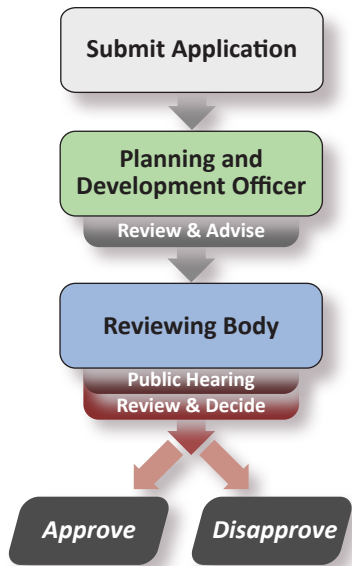 Submit Application
Planning and
Development Officer
Review & Advise
Reviewing Body
Public Hearing
Review & Decide
Approve
Disapprove